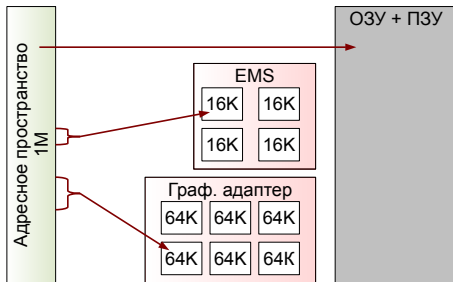 Адресное пространство
1М
ОЗУ + ПЗУ
EMS
16K 16K
16K 16K
Граф. адаптер
64K 64K 64K
64K 64K 64K